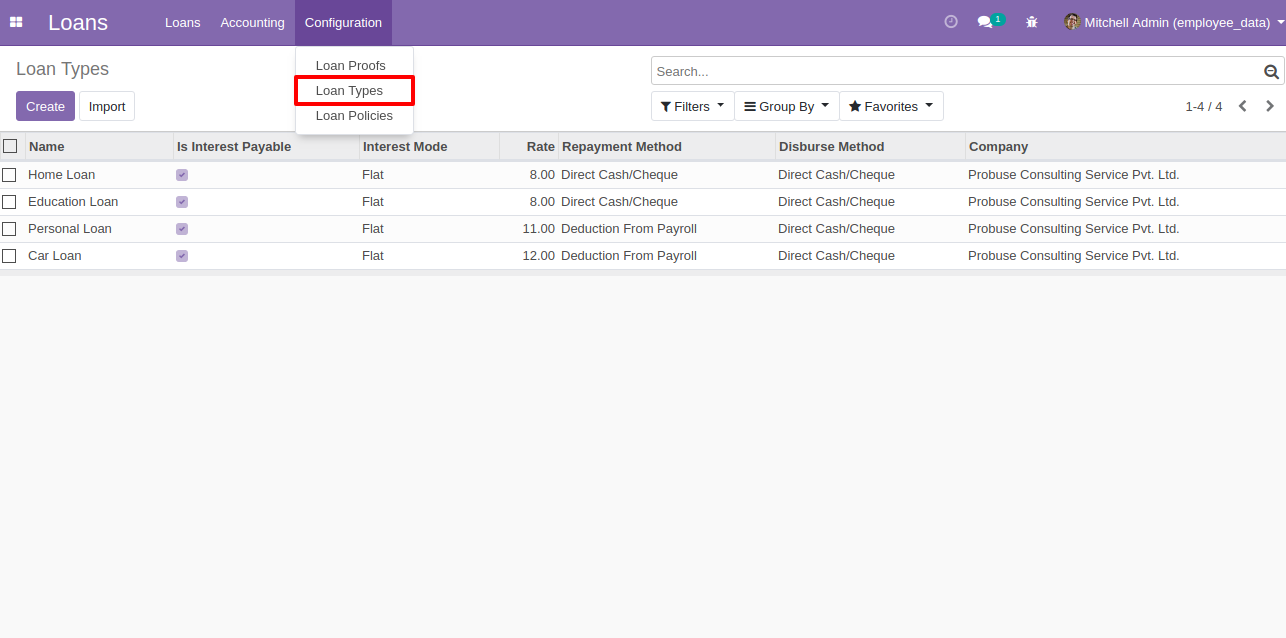 Loans Loans Accounting Configuration 1 Mitchell Admin (employee_data)
Loan Types
Loan Proofs
Loan Types
Loan Policies
Search...
Create Import
Filters Group By Favorites 1-4 / 4
Name Is Interest Payable Interest Mode Rate Repayment Method Disburse Method Company
Home Loan Flat 8.00 Direct Cash/Cheque Direct Cash/Cheque Probuse Consulting Service Pvt. Ltd.
Education Loan Flat 8.00 Direct Cash/Cheque Direct Cash/Cheque Probuse Consulting Service Pvt. Ltd.
Personal Loan Flat 11.00 Deduction From Payroll Direct Cash/Cheque Probuse Consulting Service Pvt. Ltd.
Car Loan Flat 12.00 Deduction From Payroll Direct Cash/Cheque Probuse Consulting Service Pvt. Ltd.